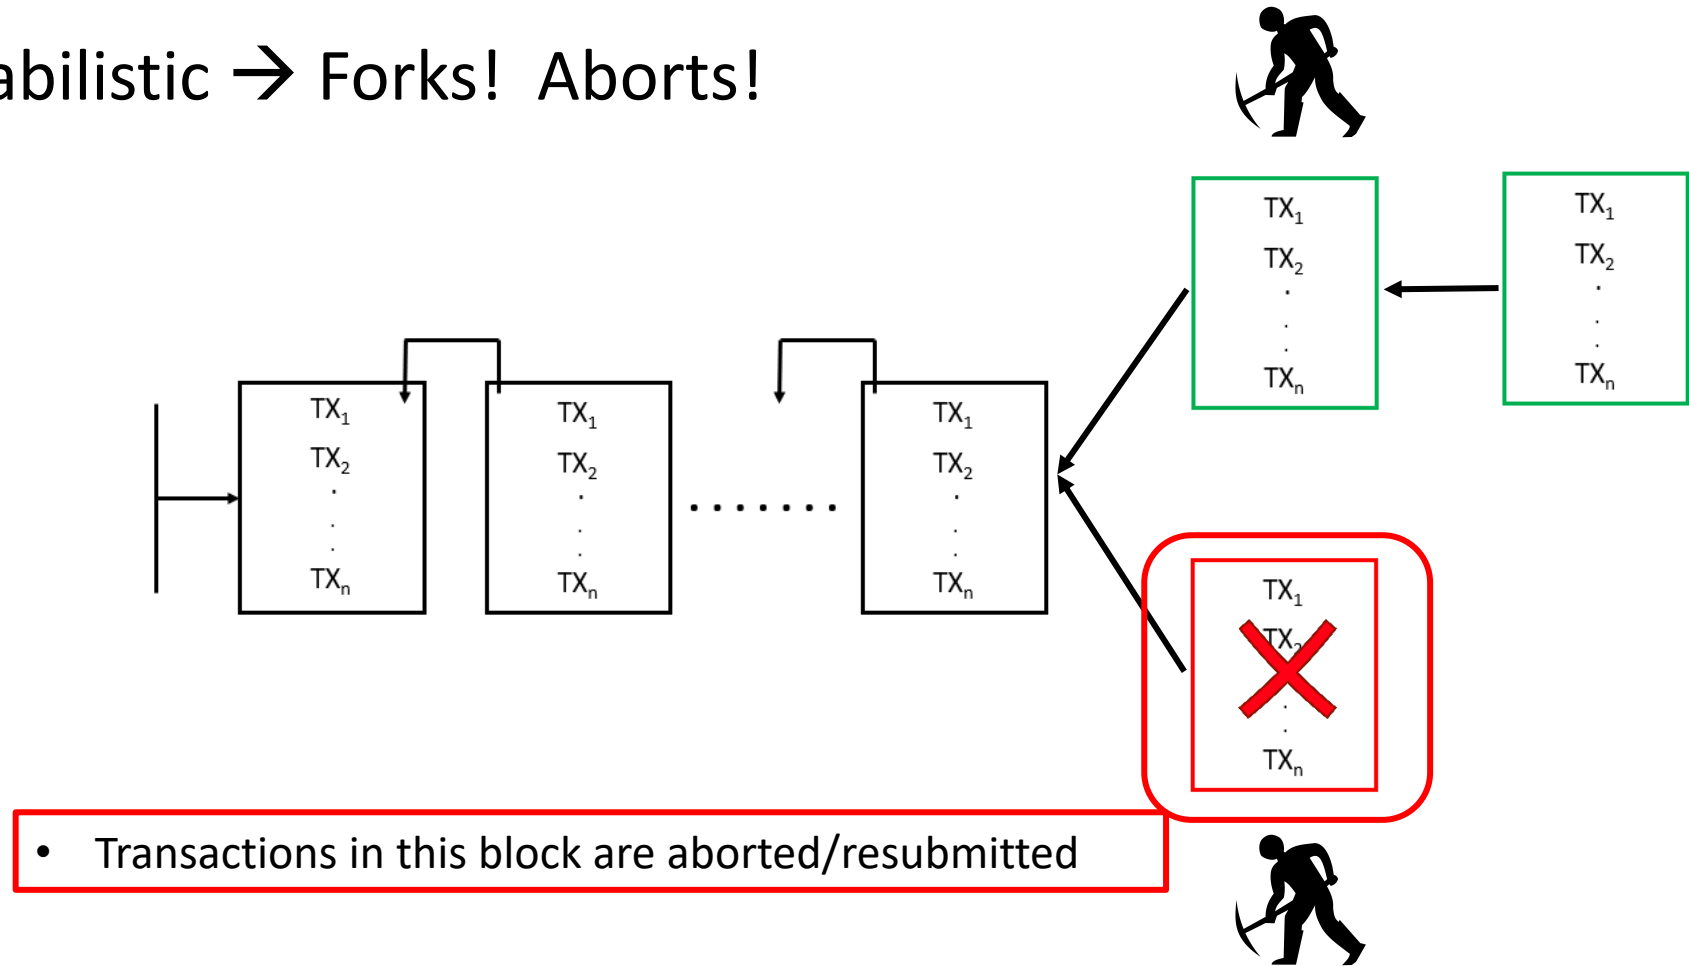 abilistic → Forks! Aborts!
TX₁
TX₂
.
.
.
TXₙ
TX₁
TX₂
.
.
.
TXₙ
.......
TX₁
TX₂
.
.
.
TXₙ
TX₁
TX₂
.
.
.
TXₙ
TX₁
TX₂
.
.
.
TXₙ
TX₁
TX₂
.
.
TXₙ
• Transactions in this block are aborted/resubmitted